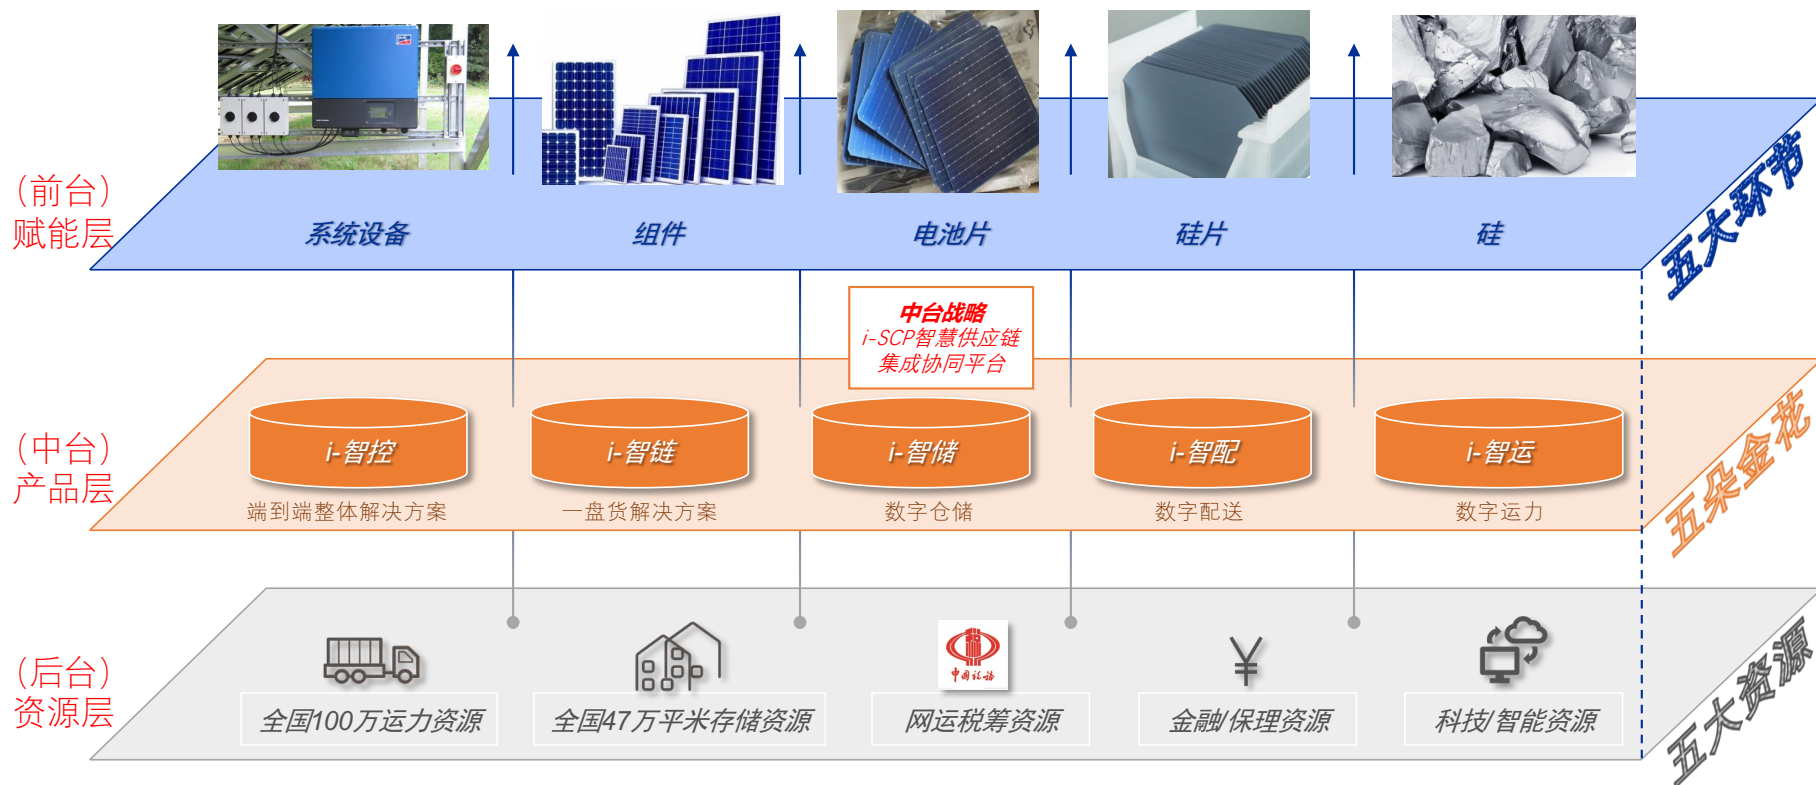 (前台)
赋能层
系统设备
组件
电池片
硅片
硅
五大环节
中台战略
i-SCP智慧供应链
集成协同平台
(中台)
产品层
i-智控
i-智链
i-智储
i-智配
i-智运
端到端整体解决方案
一盘货解决方案
数字仓储
数字配送
数字运力
五朵金花
(后台)
资源层
中国税务
¥
全国100万运力资源
全国47万平米存储资源
网运税筹资源
金融/保理资源
科技/智能资源
五大资源